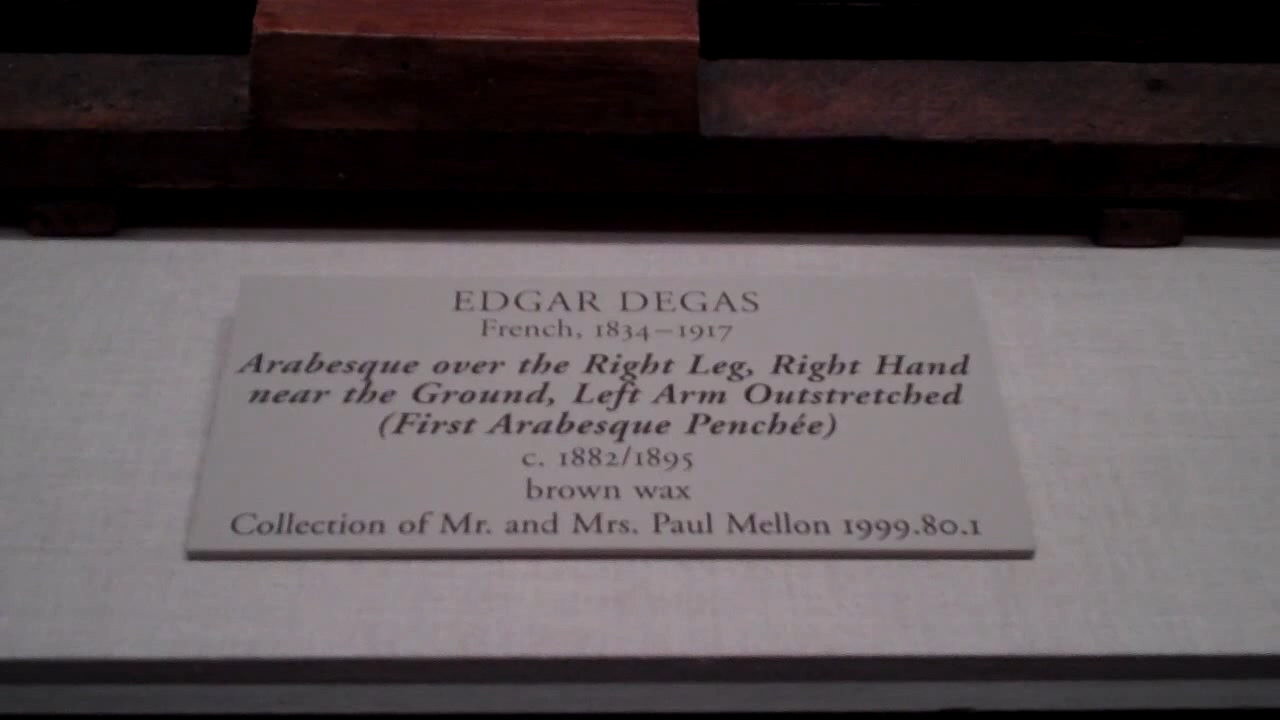 EDGAR DEGAS
French, 1834–1917
Arabesque over the Right Leg, Right Hand
near the Ground, Left Arm Outstretched
(First Arabesque Penchée)
c. 1882/1895
brown wax
Collection of Mr. and Mrs. Paul Mellon 1999.80.1